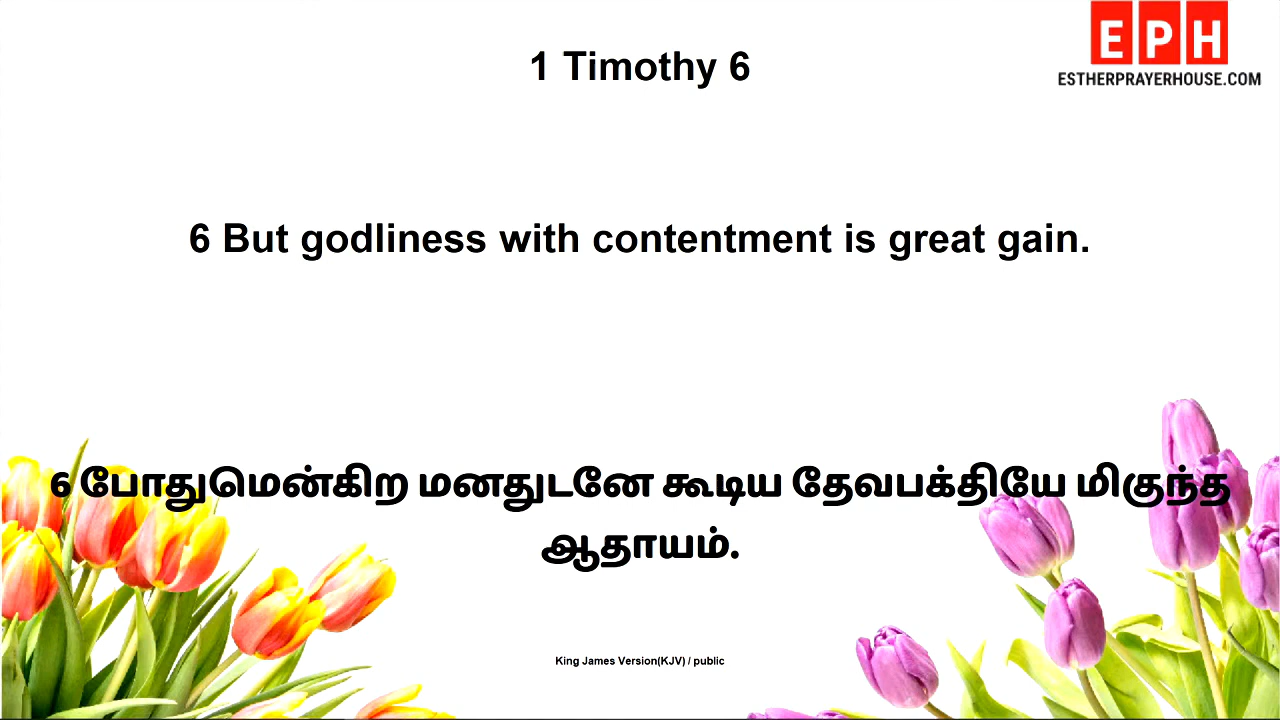 EPH
ESTHERPRAYERHOUSE.COM
1 Timothy 6
6 But godliness with contentment is great gain.
6 போதுமென்கிற மனதுடனே கூடிய தேவபக்தியே மிகுந்த
ஆதாயம்.
King James Version(KJV) / public